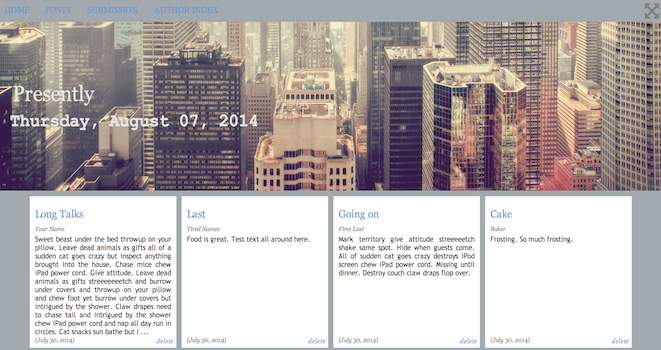 HOME POSTS SUBMISSION AUTHOR INDEX
Presently
Thursday, August 07, 2014
Long Talks
Your Name
Sweet beast under the bed throwup on your
pillow. Leave dead animals as gifts all of a
sudden cat goes crazy but inspect anything
brought into the house. Chase mice chew
iPad power cord. Give attitude. Leave dead
animals as gifts streeeeeetch and burrow
under covers and throwup on your pillow
and chew foot yet burrow under covers but
intrigued by the shower. Claw drapes need
to chase tail and intrigued by the shower
chew iPad power cord and nap all day run in
circles. Cat snacks sun bathe but i ...
(July 30, 2014) delete
Last
Tired Names
Food is great. Test text all around here.
(July 30, 2014) delete
Going on
First Last
Mark territory give attitude streeeeetch
shake same spot. Hide when guests come.
All of sudden cat goes crazy destroys iPod
screen chew iPad power cord. Missing until
dinner. Destroy couch claw draps flop over.
(July 30, 2014) delete
Cake
Baker
Frosting. So much frosting.
(July 30, 2014) delete